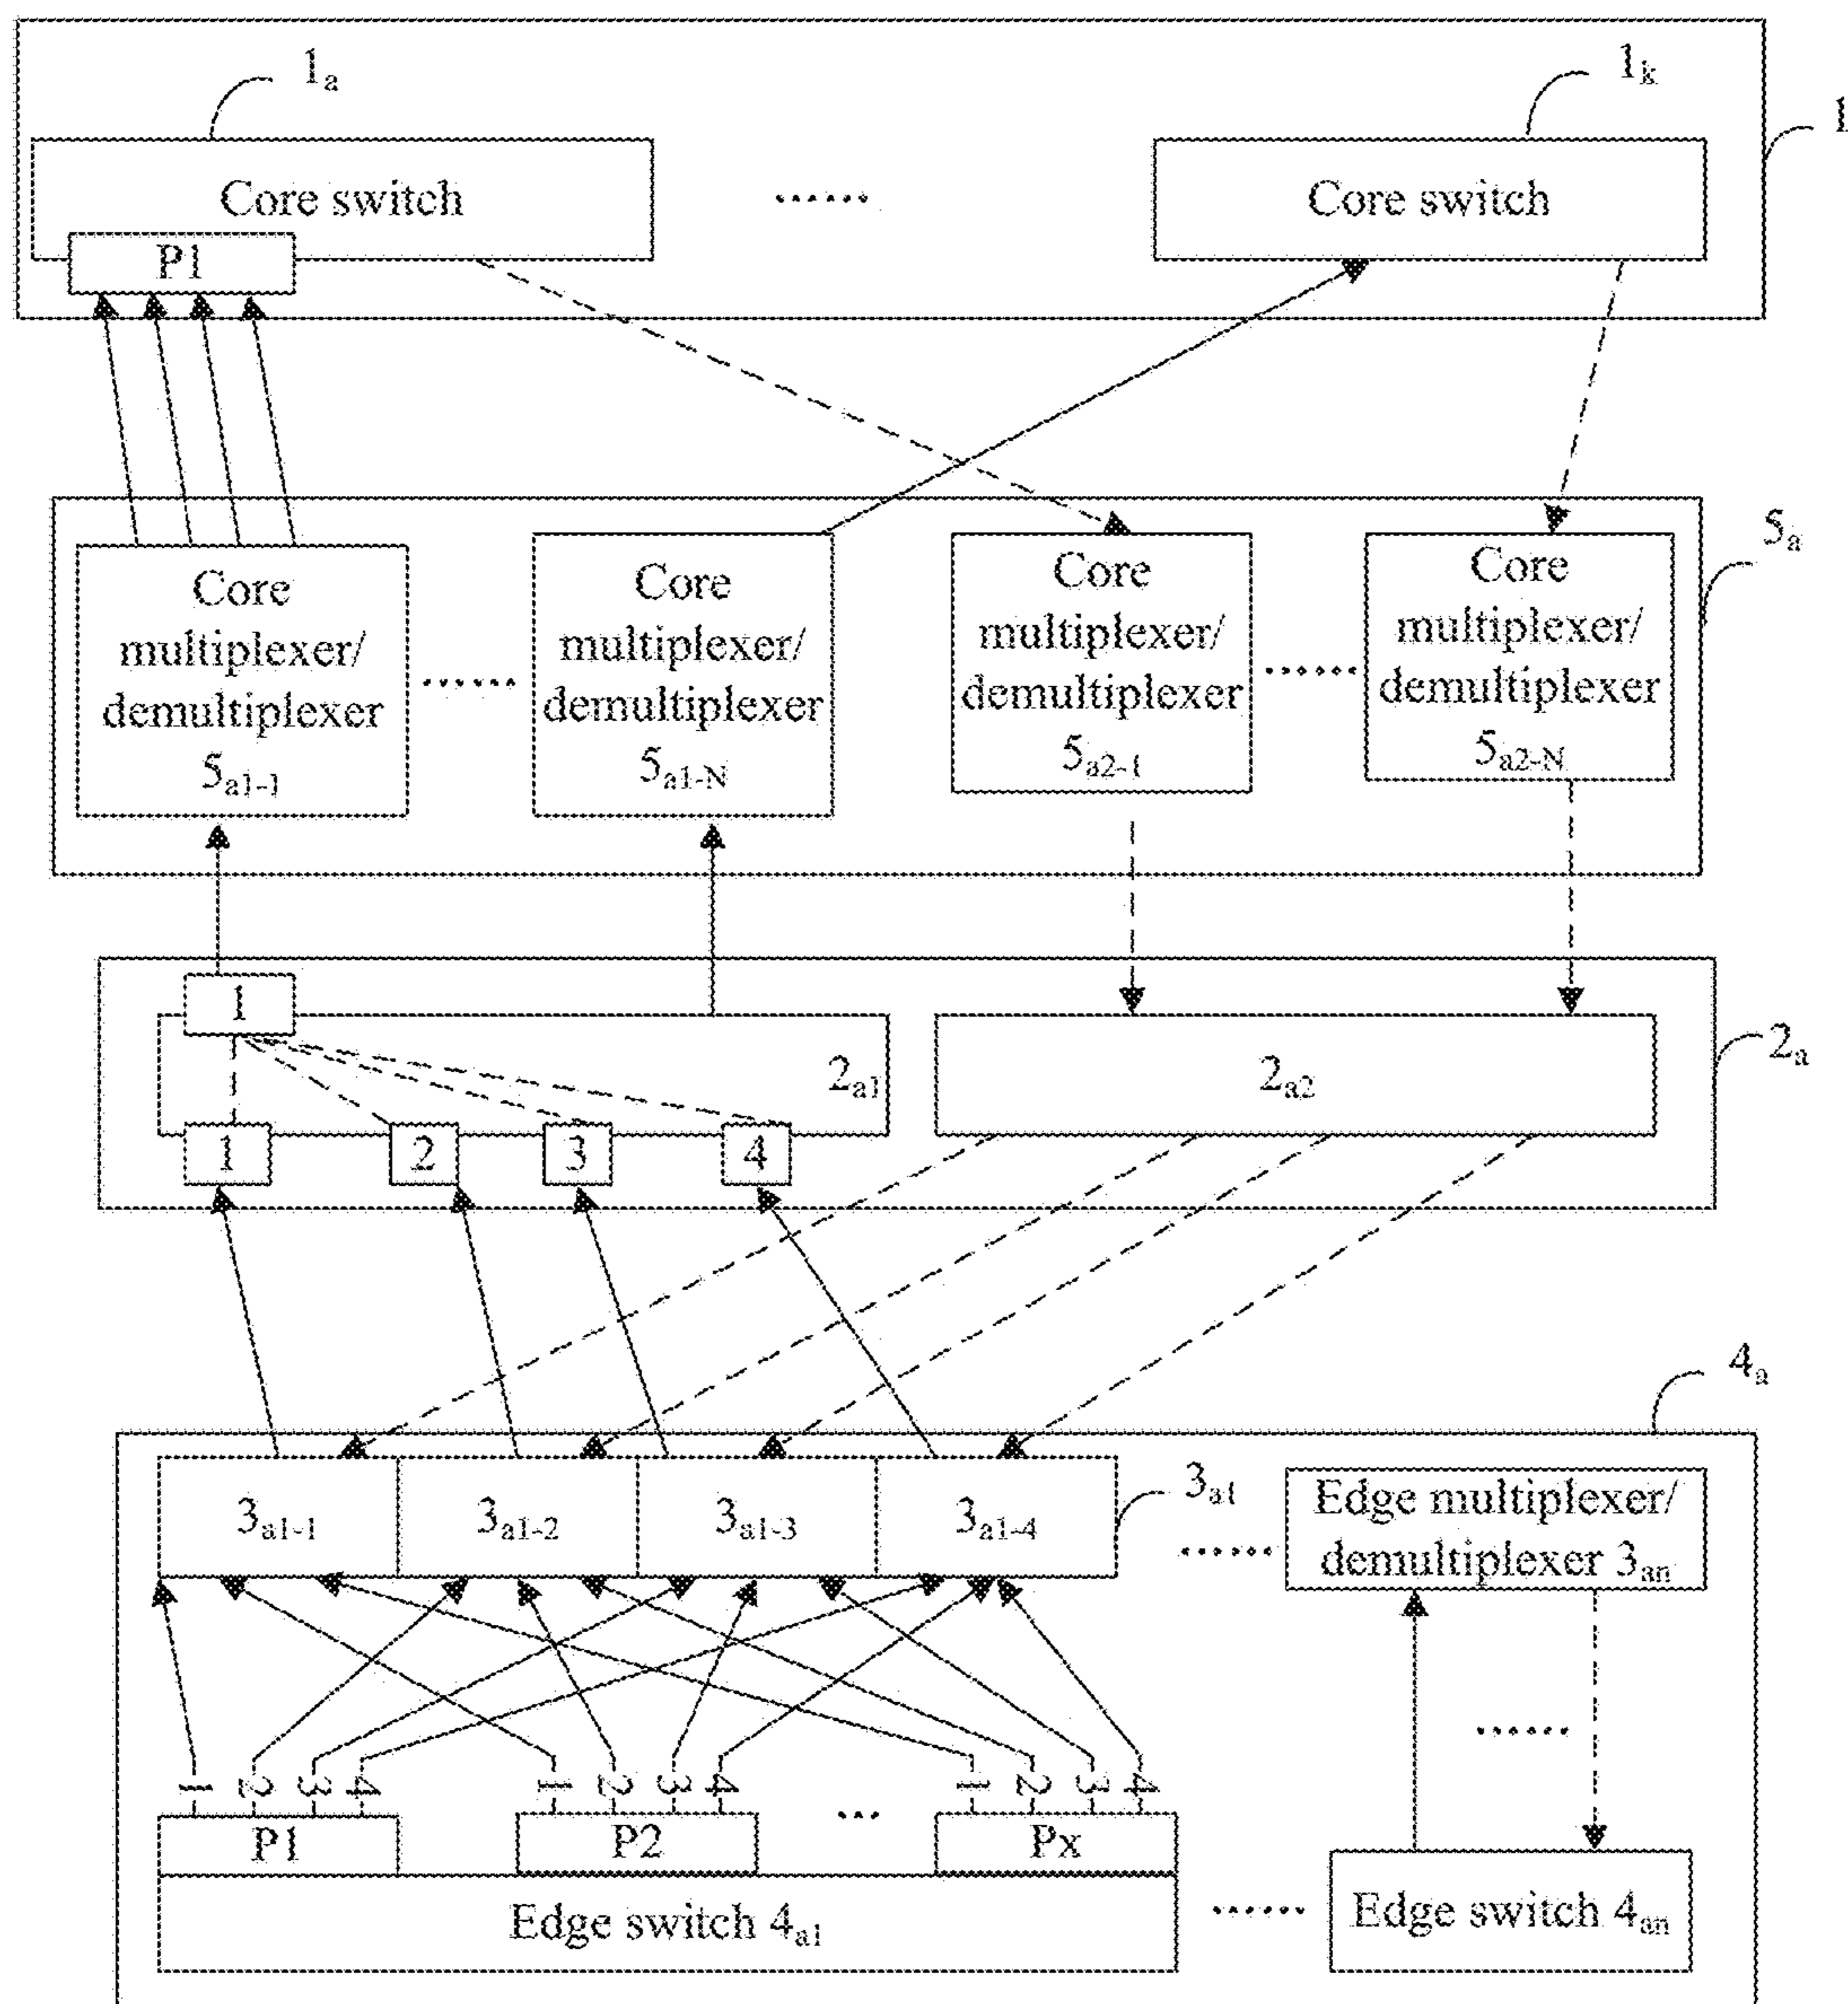 1a
1k
1
Core switch
......
Core switch
P1
5a
Core
multiplexer/
demultiplexer
5a1-1
......
Core
multiplexer/
demultiplexer
5a1-N
Core
multiplexer/
demultiplexer
5a2-1
......
Core
multiplexer/
demultiplexer
5a2-N
1
2a1
2a2
2a
1
2
3
4
4a
3a1-1
3a1-2
3a1-3
3a1-4
3a1
......
Edge multiplexer/
demultiplexer 3an
......
1 2 3 4
1 2 3 4
1 2 3 4
P1
P2
...
Px
Edge switch 4a1
......
Edge switch 4an